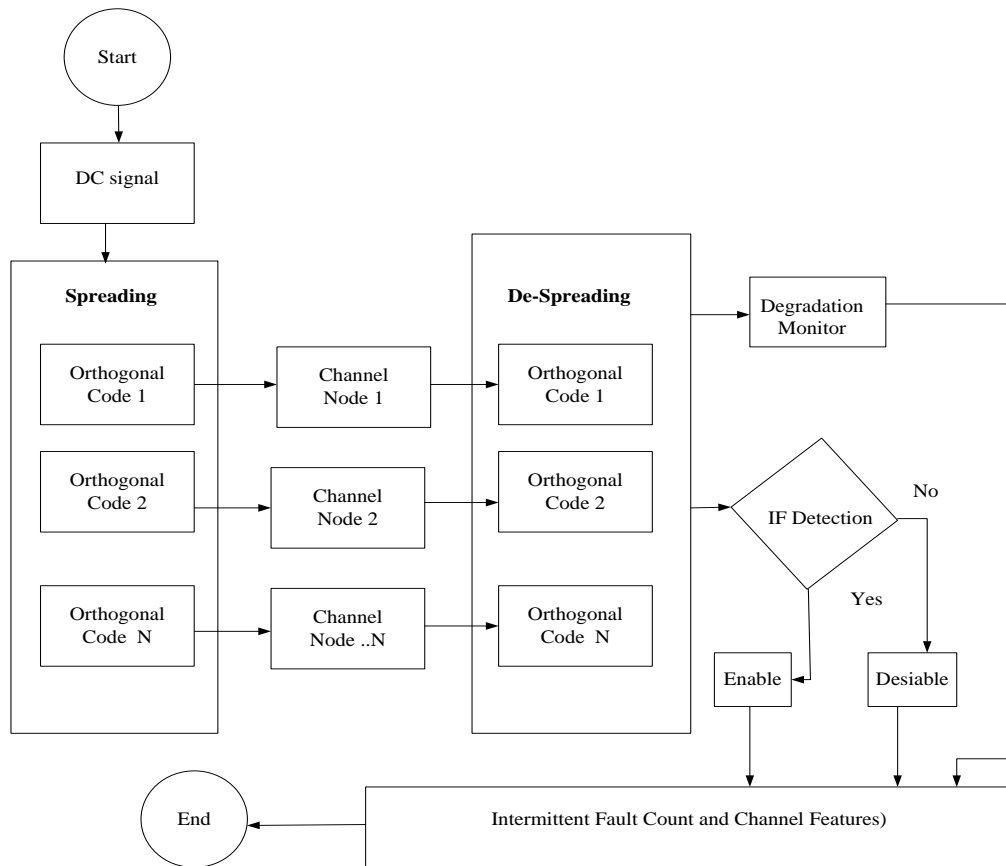 Start
DC signal
Spreading
Orthogonal
Code 1
Orthogonal
Code 2
Orthogonal
Code  N
Channel
Node 1
Channel
Node 2
Channel
Node ..N
De-Spreading
Orthogonal
Code 1
Orthogonal
Code 2
Orthogonal
Code  N
Degradation
Monitor
IF Detection
No
Yes
Enable
Desiable
Intermittent Fault Count and Channel Features)
End